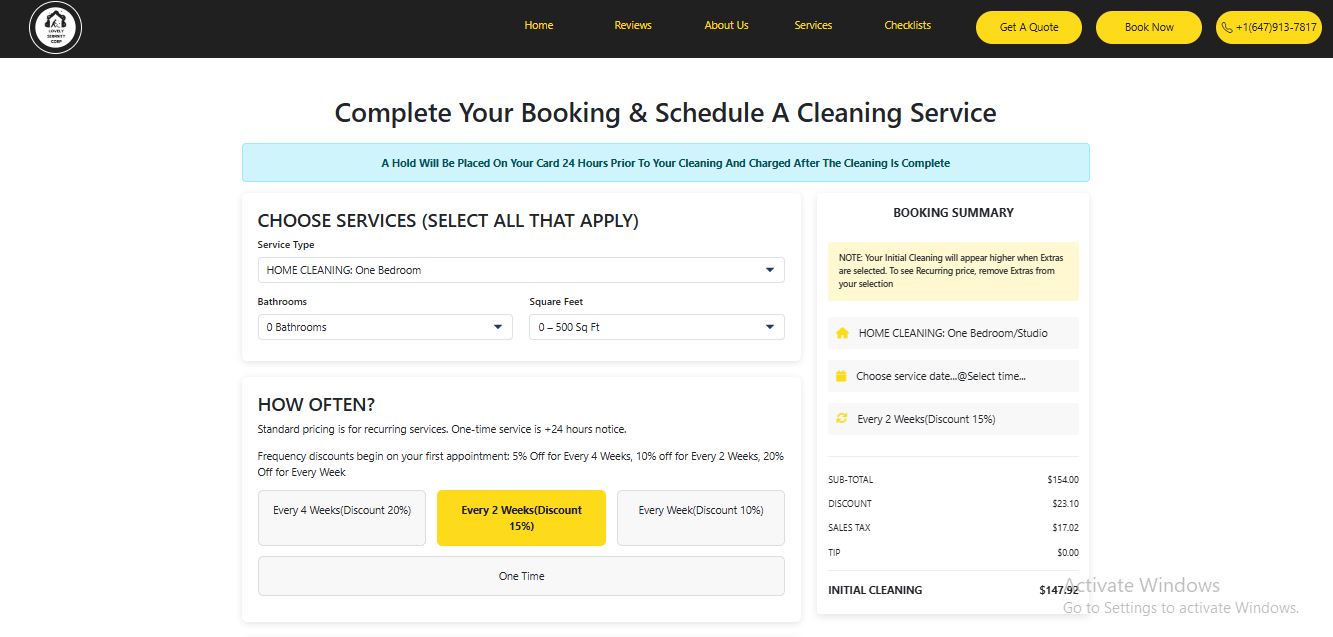 LOVELY
SERENITY
CORP
Home
Reviews
About Us
Services
Checklists
Get A Quote
Book Now
+1(647)913-7817
Complete Your Booking & Schedule A Cleaning Service
A Hold Will Be Placed On Your Card 24 Hours Prior To Your Cleaning And Charged After The Cleaning Is Complete
CHOOSE SERVICES (SELECT ALL THAT APPLY)
Service Type
HOME CLEANING: One Bedroom
Bathrooms
Square Feet
0 Bathrooms
0 – 500 Sq Ft
HOW OFTEN?
Standard pricing is for recurring services. One-time service is +24 hours notice.
Frequency discounts begin on your first appointment: 5% Off for Every 4 Weeks, 10% off for Every 2 Weeks, 20%
Off for Every Week
Every 4 Weeks(Discount 20%)
Every 2 Weeks(Discount
15%)
Every Week(Discount 10%)
One Time
BOOKING SUMMARY
NOTE: Your Initial Cleaning will appear higher when Extras
are selected. To see Recurring price, remove Extras from
your selection
HOME CLEANING: One Bedroom/Studio
Choose service date...@Select time...
Every 2 Weeks(Discount 15%)
SUB-TOTAL $154.00
DISCOUNT $23.10
SALES TAX $17.02
TIP $0.00
INITIAL CLEANING $147.92
Activate Windows
Go to Settings to activate Windows.